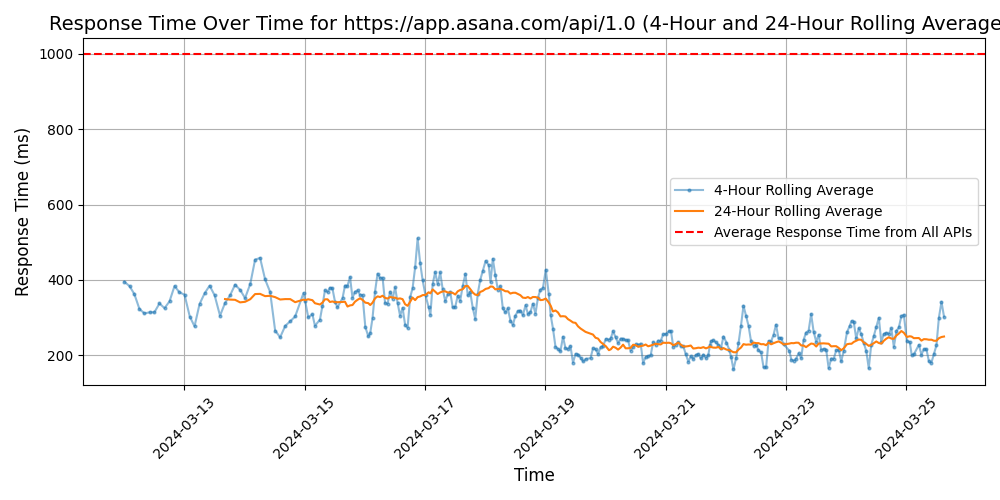 Response Time Over Time for https://app.asana.com/api/1.0 (4-Hour and 24-Hour Rolling Average
1000
800
600
400
200
Response Time (ms)
4-Hour Rolling Average
24-Hour Rolling Average
Average Response Time from All APIs
2024-03-13
2024-03-15
2024-03-17
2024-03-19
2024-03-21
2024-03-23
2024-03-25
Time